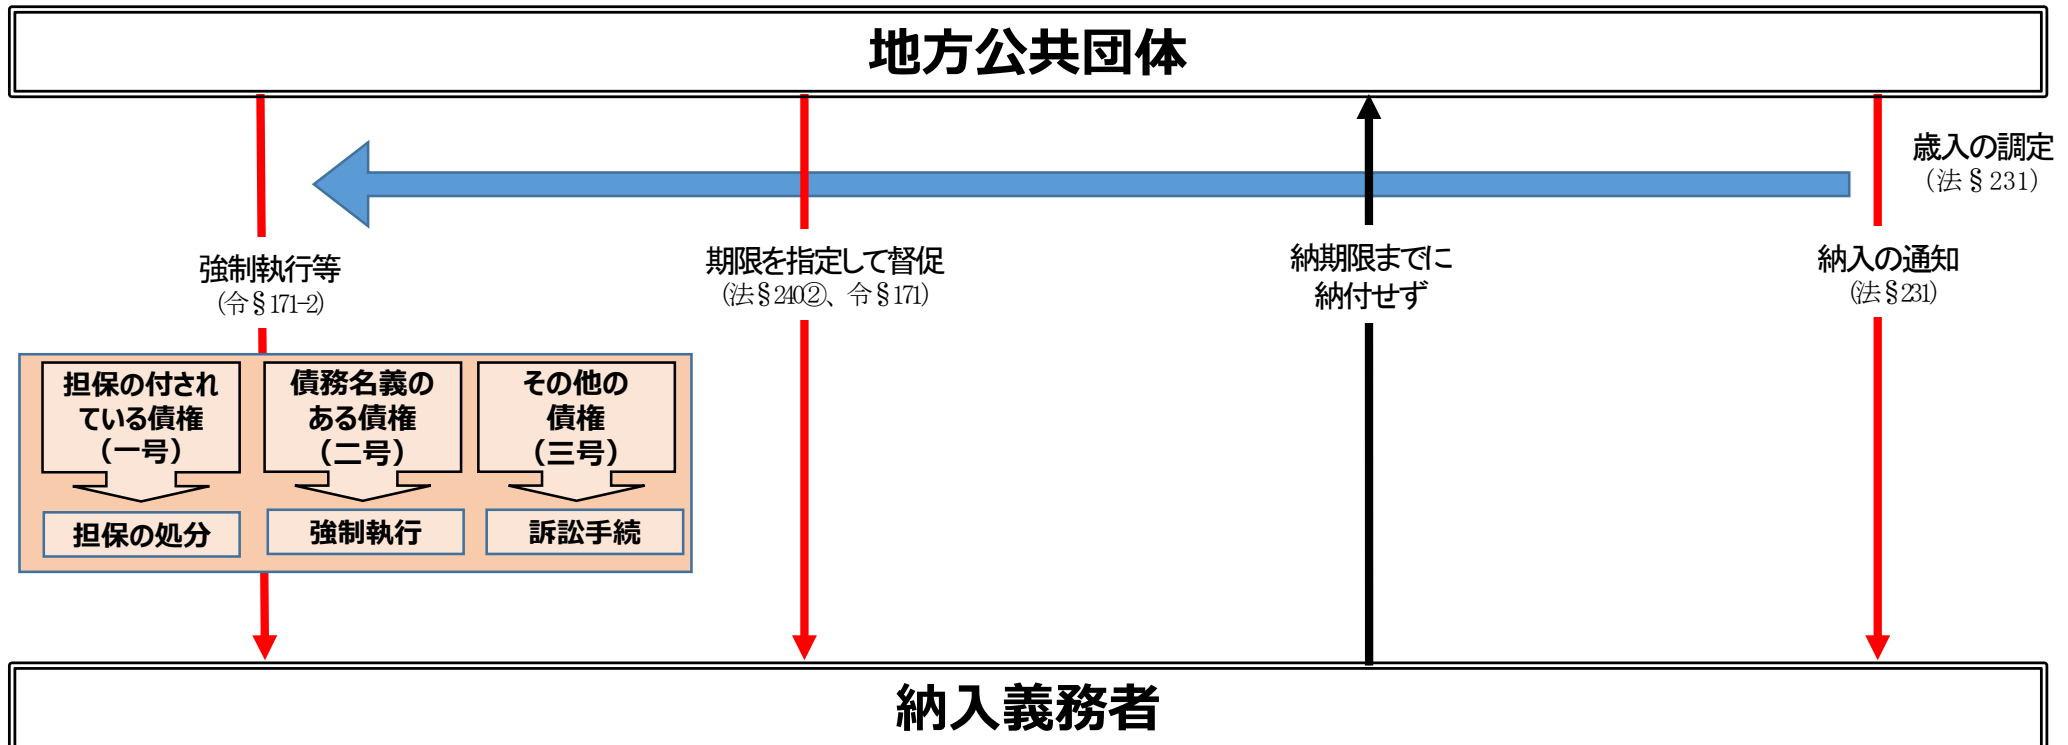 地方公共団体
歳入の調定
（法§231）
納入の通知
（法§231）
納期限までに
納付せず
期限を指定して督促
（法§240②、令§171）
強制執行等
（令§171-2）
担保の付され
ている債権
（一号）
担保の処分
債務名義の
ある債権
（二号）
強制執行
その他の
債権
（三号）
訴訟手続
納入義務者